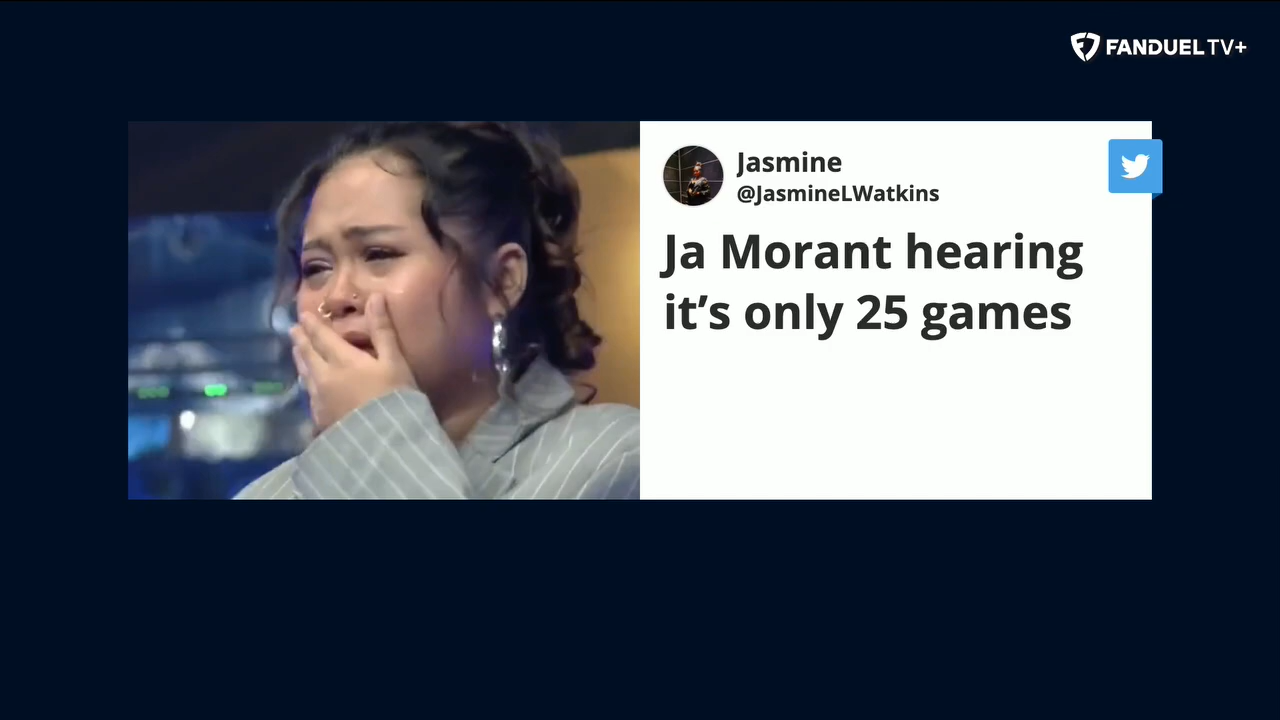 FANDUEL TV+
Jasmine
@JasmineLWatkins
Ja Morant hearing
it’s only 25 games